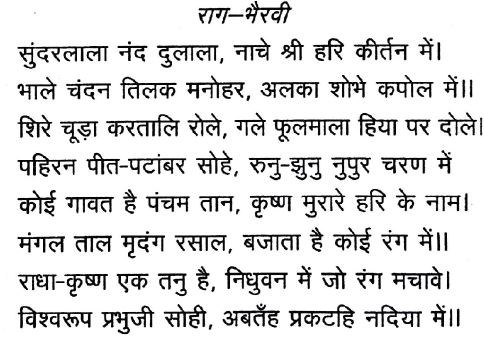 राग–भैरवी
सुंदरलाला नंद दुलाला, नाचे श्री हरि कीर्तन में।
भाले चंदन तिलक मनोहर, अलका शोभे कपोल में।।
शिरे चूड़ा करतालि रोले, गले फूलमाला हिया पर दोले।
पहिरन पीत-पटांबर सोहे, रुनु-झुनु नुपुर चरण में
कोई गावत है पंचम तान, कृष्ण मुरारे हरि के नाम।
मंगल ताल मृदंग रसाल, बजाता है कोई रंग में।।
राधा-कृष्ण एक तनु है, निधुवन में जो रंग मचावे।
विश्वरूप प्रभुजी सोही, अबतँह प्रकटहि नदिया में।।